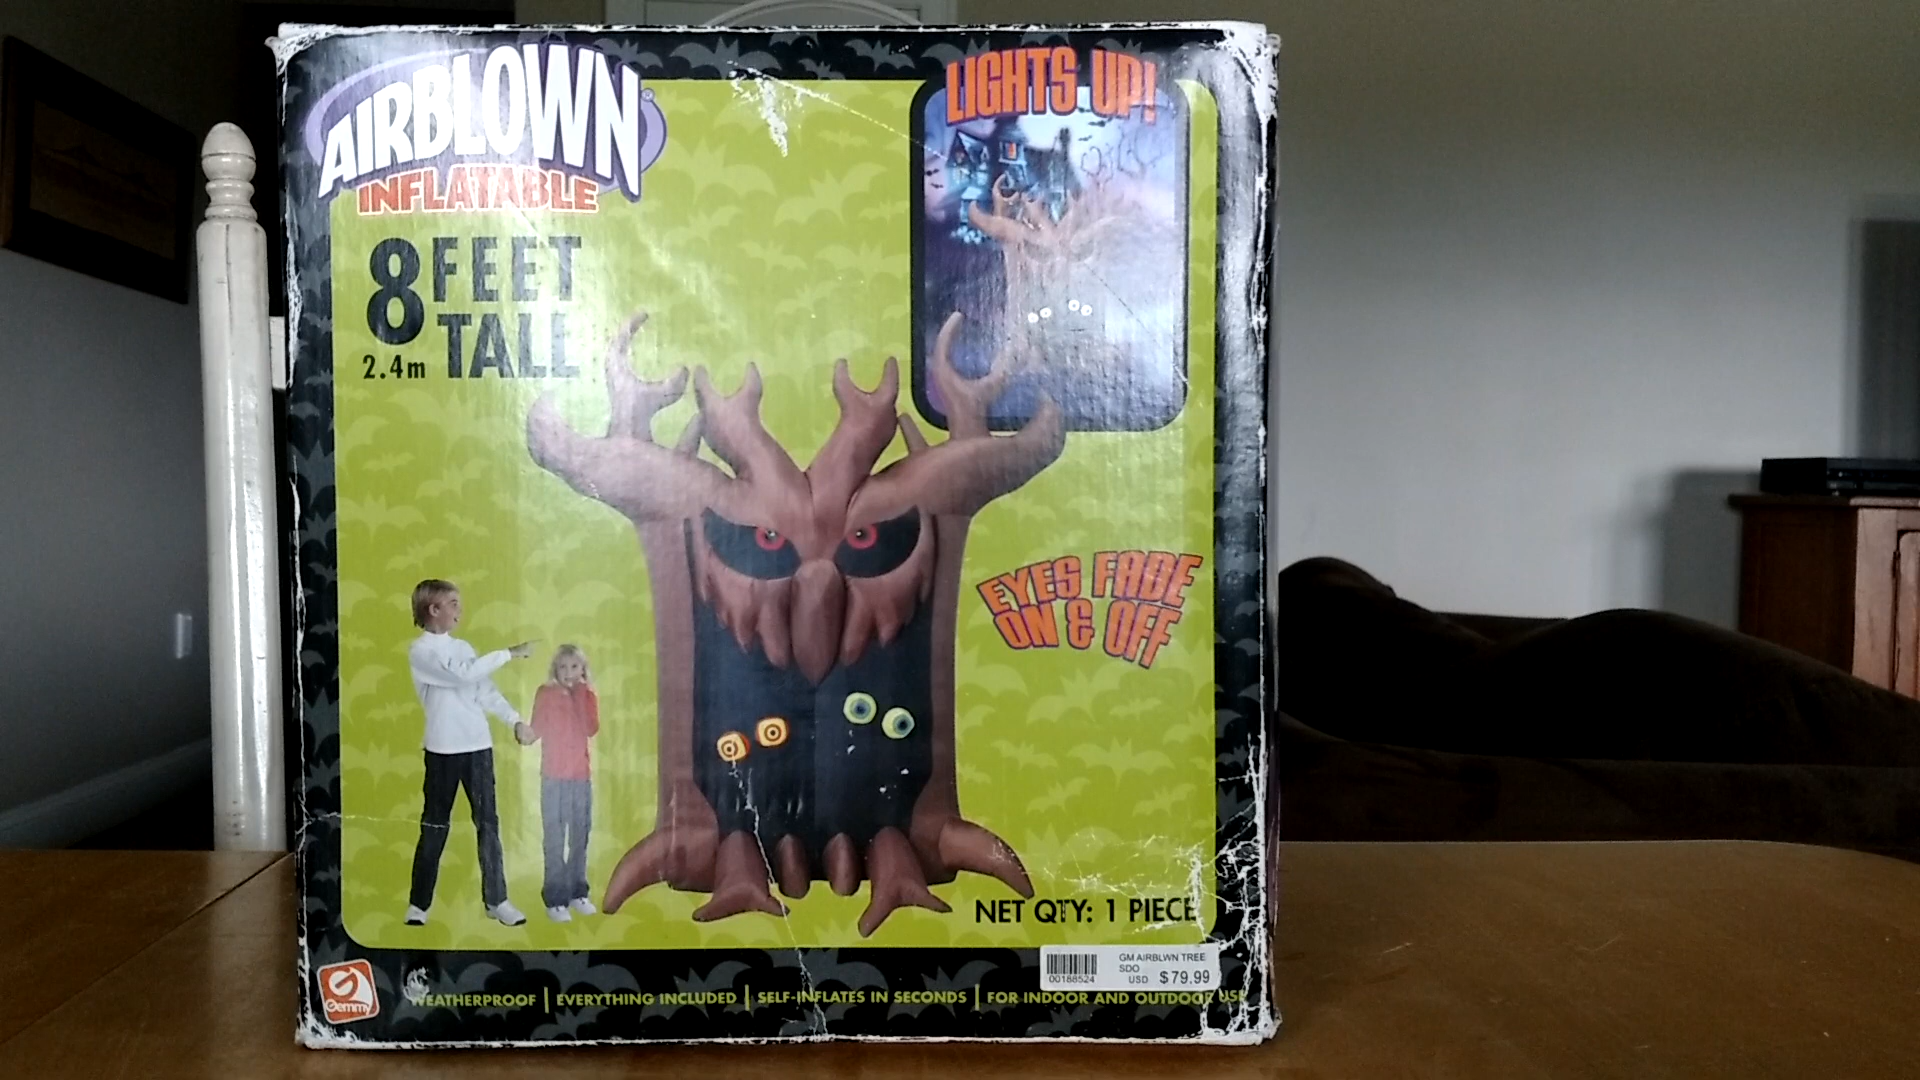 AIRBLOWN®
INFLATABLE
8 FEET
TALL
2.4m
LIGHTS UP!
EYES FADE
ON & OFF
NET QTY: 1 PIECE
GM AIRBLWN TREE
SDO
USD $79.99
00188524
Gemmy
WEATHERPROOF | EVERYTHING INCLUDED | SELF-INFLATES IN SECONDS | FOR INDOOR AND OUTDOOR USE